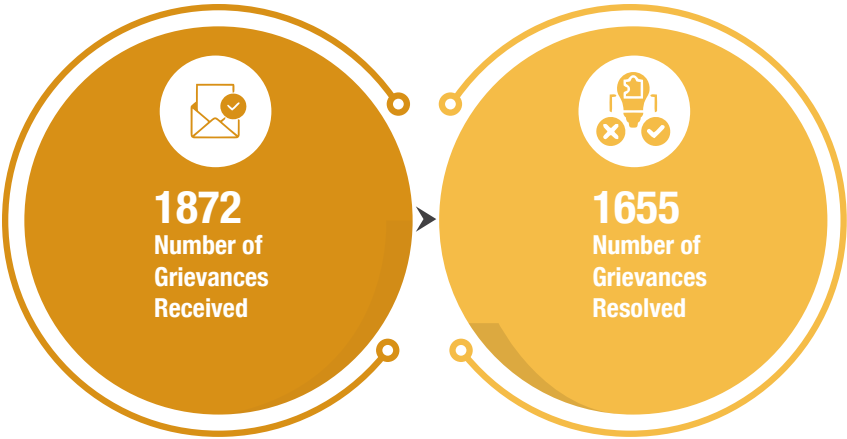 1872
Number of
Grievances
Received
1655
Number of
Grievances
Resolved